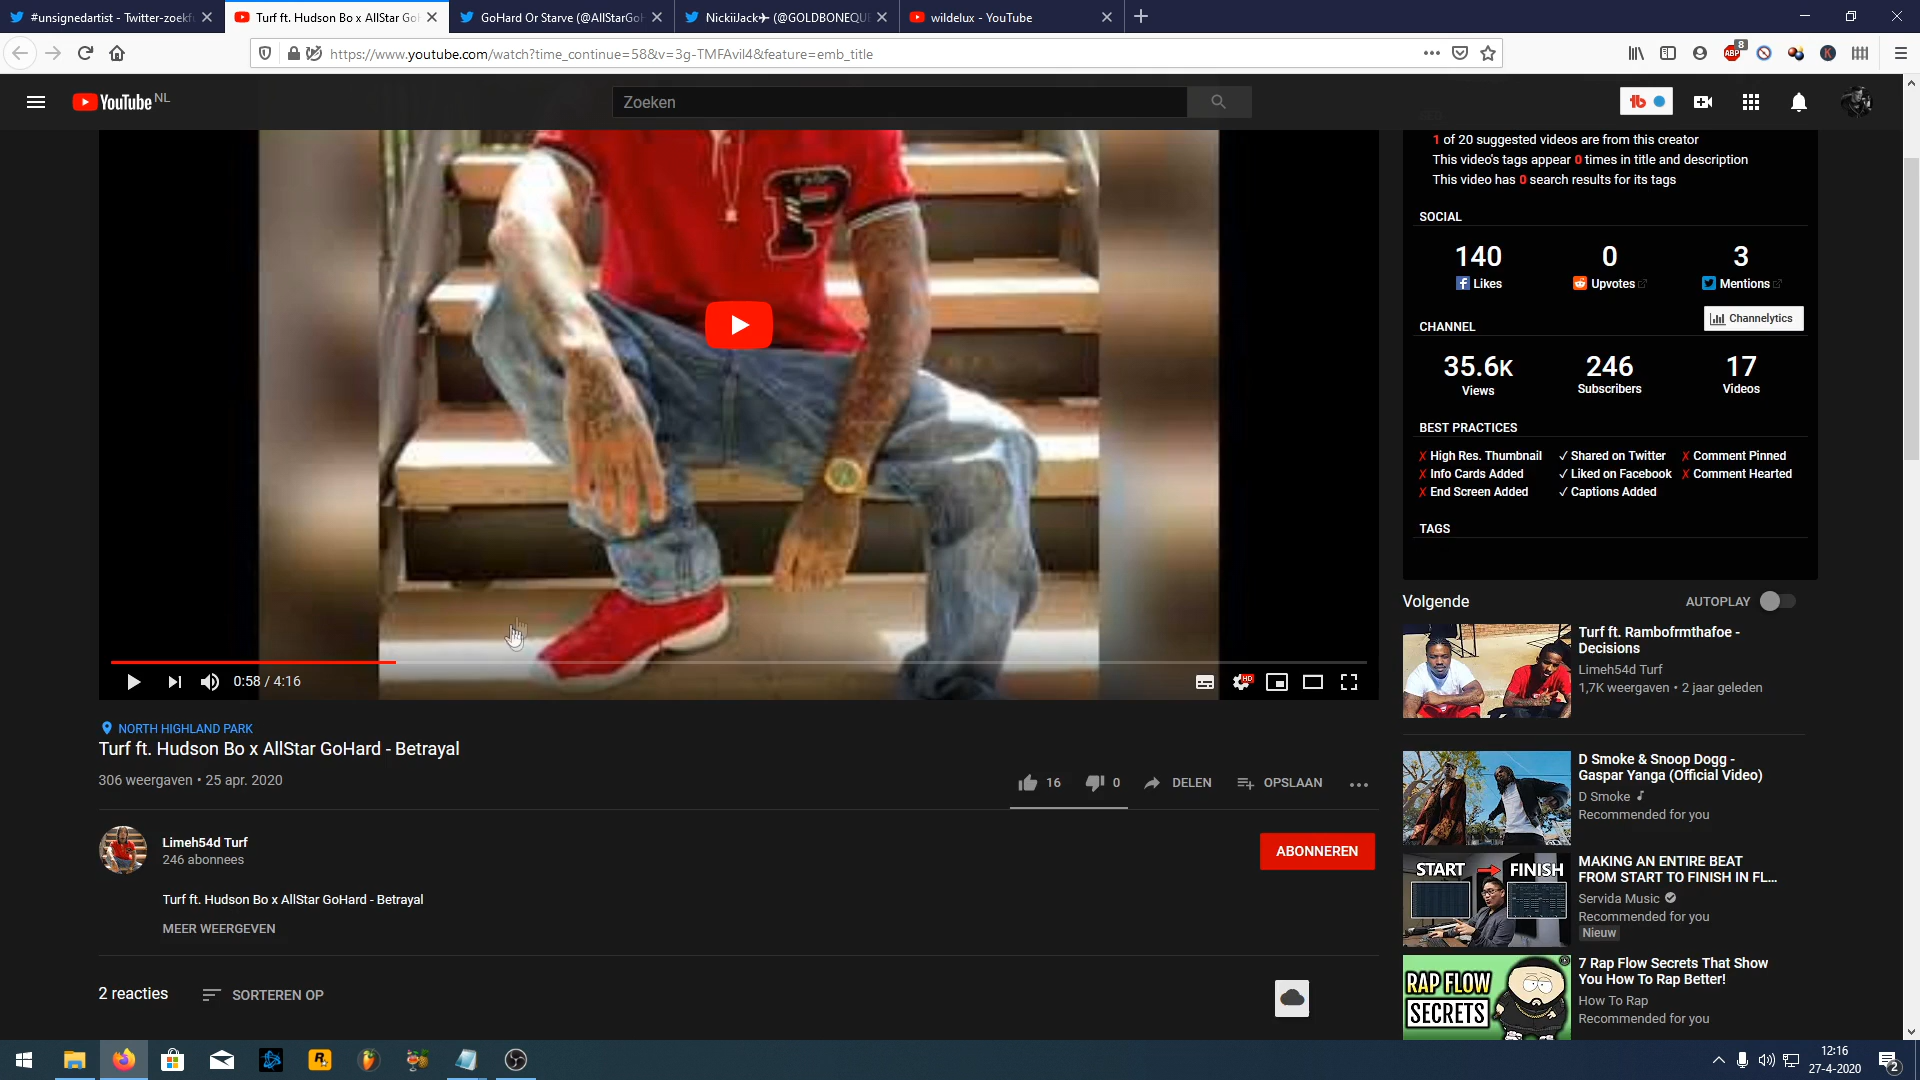 #unsignedartist - Twitter-zoekf
Turf ft. Hudson Bo x AllStar Go
GoHard Or Starve (@AllStarGoH
NickiiJack✈ (@GOLDBONEQU
wildelux - YouTube
https://www.youtube.com/watch?time_continue=58&v=3g-TMFAvil4&feature=emb_title
ABP
8
K
YouTube NL
Zoeken
tb
1 of 20 suggested videos are from this creator
This video's tags appear 0 times in title and description
This video has 0 search results for its tags
SOCIAL
140
0
3
Likes
Upvotes
Mentions
Channelytics
CHANNEL
35.6K
246
17
Views
Subscribers
Videos
BEST PRACTICES
✗ High Res. Thumbnail
✓ Shared on Twitter
✗ Comment Pinned
✗ Info Cards Added
✓ Liked on Facebook
✗ Comment Hearted
✗ End Screen Added
✓ Captions Added
TAGS
P
0:58 / 4:16
HD
NORTH HIGHLAND PARK
Turf ft. Hudson Bo x AllStar GoHard - Betrayal
306 weergaven • 25 apr. 2020
16
0
DELEN
OPSLAAN
Limeh54d Turf
246 abonnees
ABONNEREN
Turf ft. Hudson Bo x AllStar GoHard - Betrayal
MEER WEERGEVEN
2 reacties
SORTEREN OP
Volgende
AUTOPLAY
Turf ft. Rambofrmthafoe -
Decisions
Limeh54d Turf
1,7K weergaven • 2 jaar geleden
D Smoke & Snoop Dogg -
Gaspar Yanga (Official Video)
D Smoke
Recommended for you
START
FINISH
MAKING AN ENTIRE BEAT
FROM START TO FINISH IN FL...
Servida Music
Recommended for you
Nieuw
RAP FLOW
SECRETS
7 Rap Flow Secrets That Show
You How To Rap Better!
How To Rap
Recommended for you
12:16
27-4-2020
2